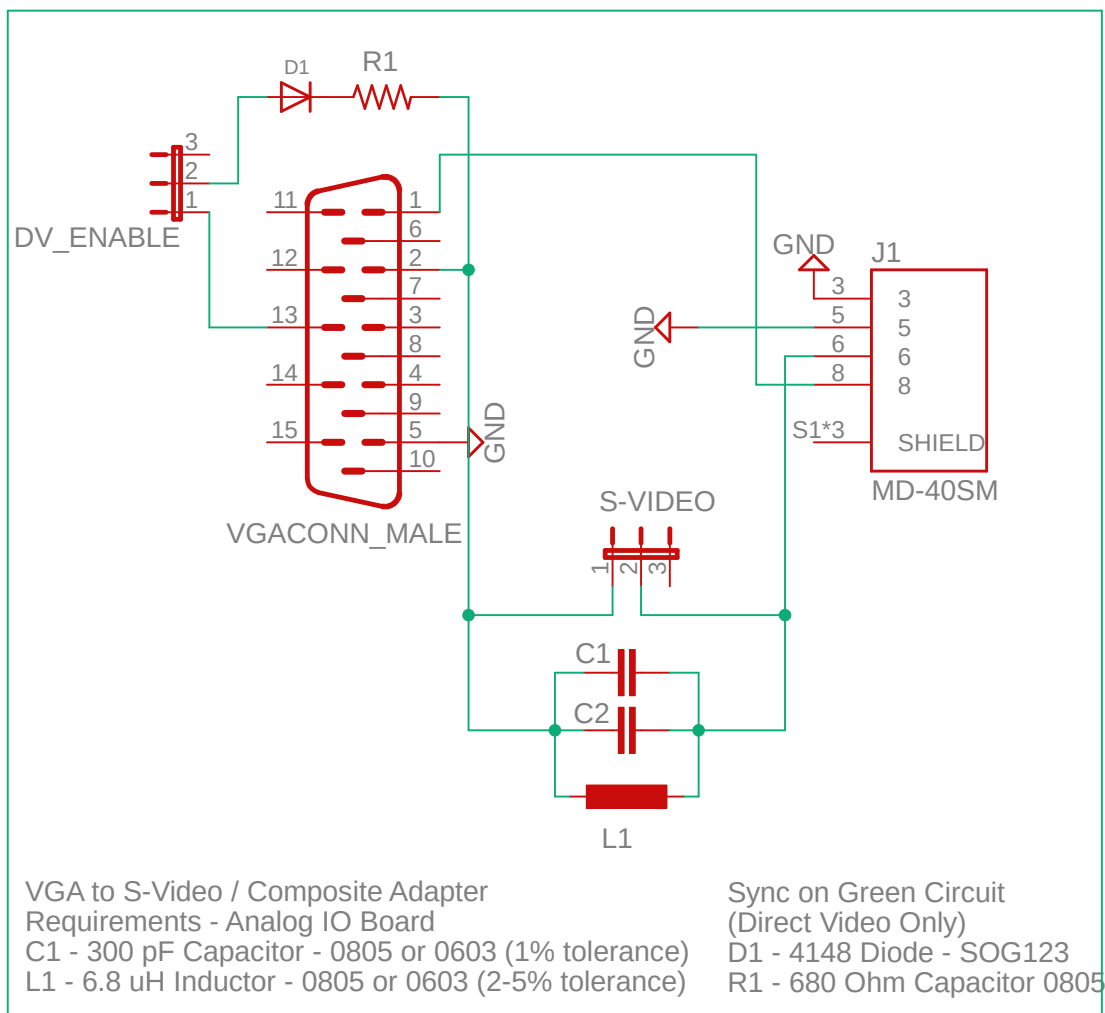 D1
R1
3
2
1
DV_ENABLE
11
1
6
12
2
7
13
3
8
14
4
9
15
5
10
GND
VGACONN_MALE
GND
J1
3
3
GND
5
5
6
6
8
8
S1*3
SHIELD
MD-40SM
S-VIDEO
1
2
3
C1
C2
L1
VGA to S-Video / Composite Adapter
Requirements - Analog IO Board
C1 - 300 pF Capacitor - 0805 or 0603 (1% tolerance)
L1 - 6.8 uH Inductor - 0805 or 0603 (2-5% tolerance)
Sync on Green Circuit
(Direct Video Only)
D1 - 4148 Diode - SOG123
R1 - 680 Ohm Capacitor 0805